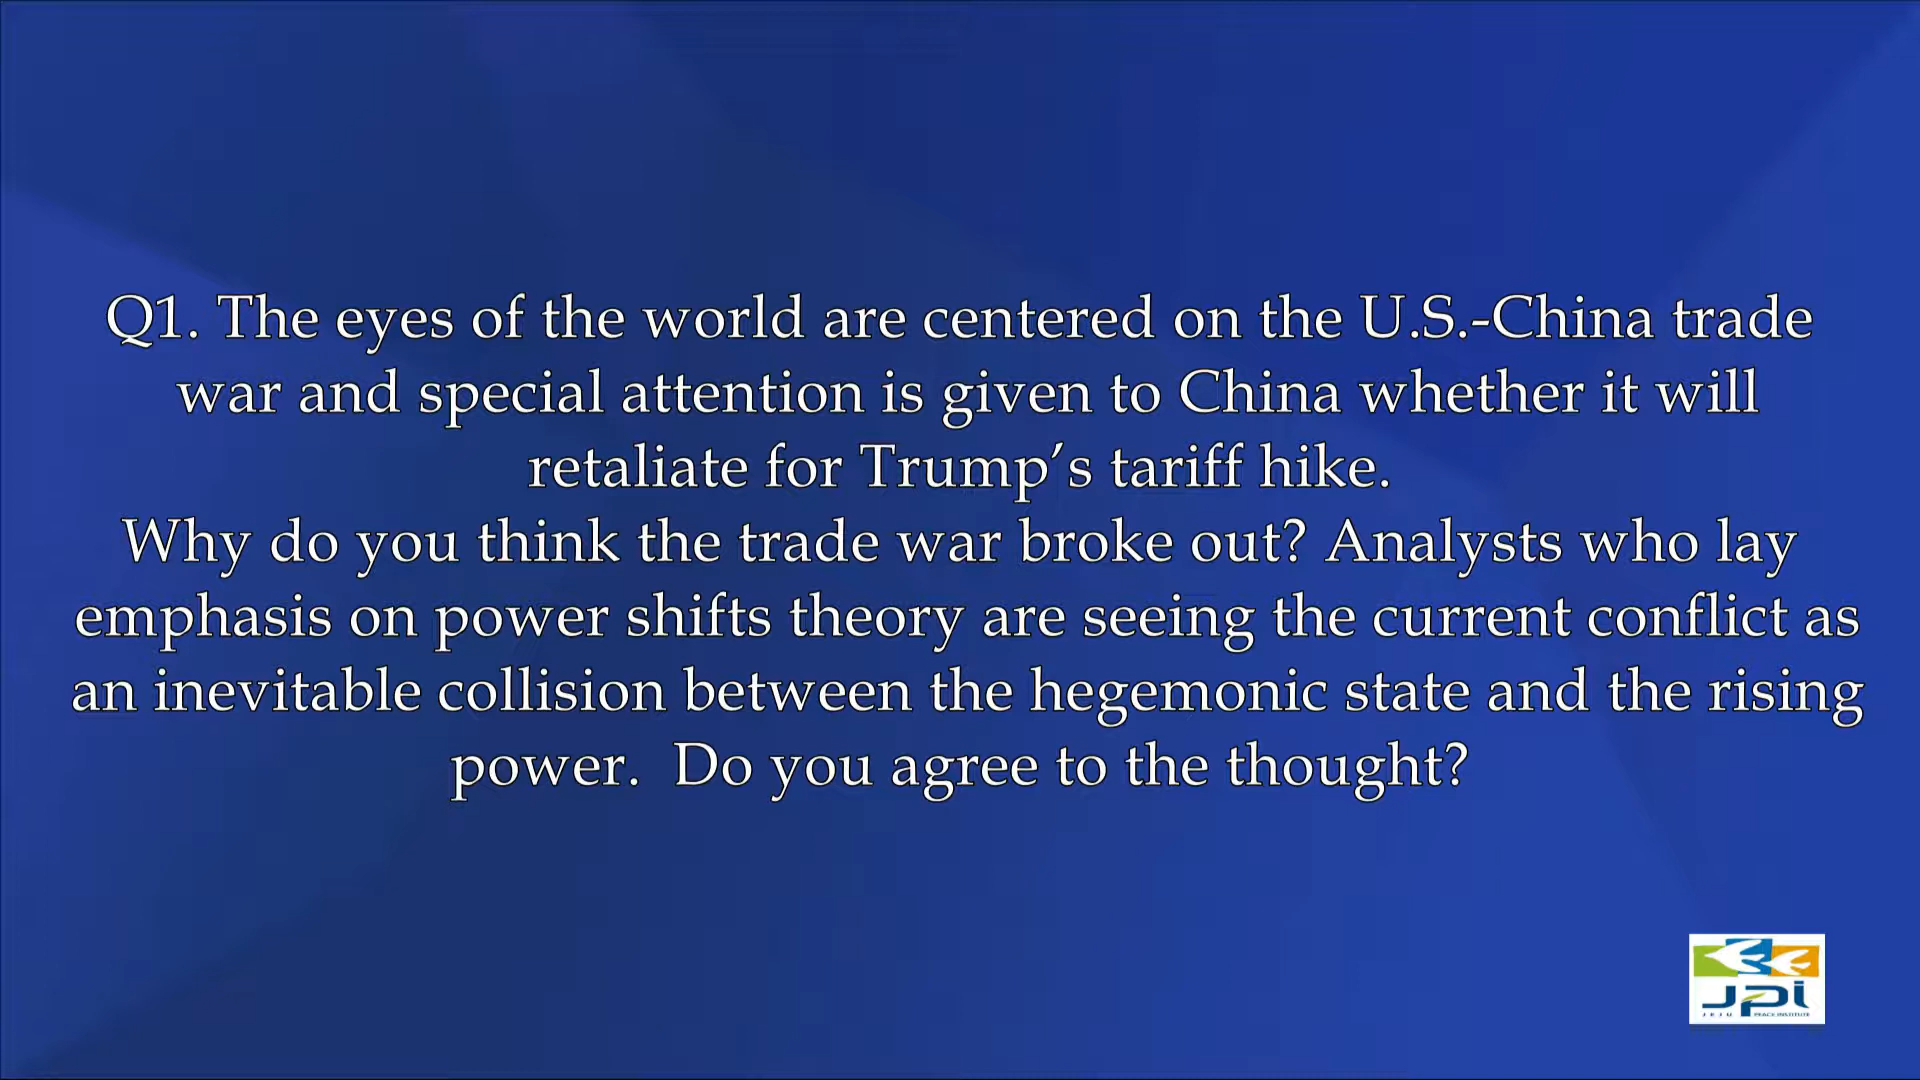 Q1. The eyes of the world are centered on the U.S.-China trade
war and special attention is given to China whether it will
retaliate for Trump’s tariff hike.
Why do you think the trade war broke out? Analysts who lay
emphasis on power shifts theory are seeing the current conflict as
an inevitable collision between the hegemonic state and the rising
power.  Do you agree to the thought?
JPI
JEJU PEACE INSTITUTE